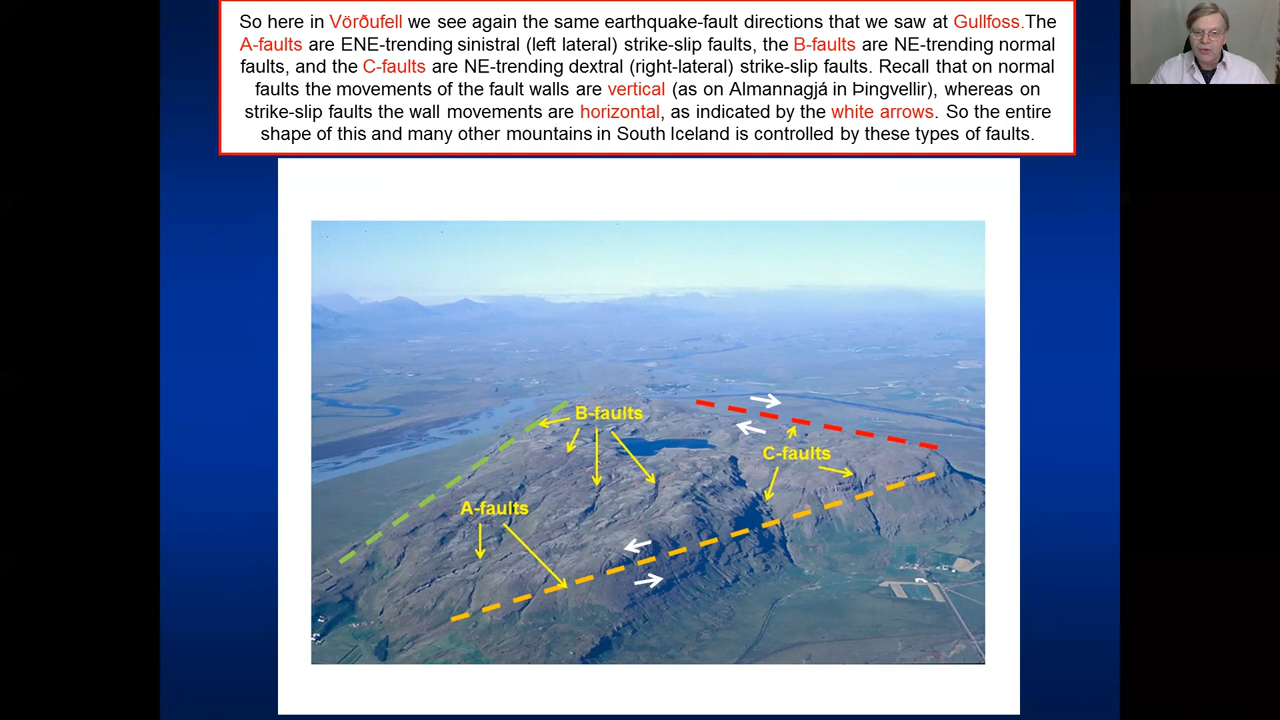 So here in Vörðufell we see again the same earthquake-fault directions that we saw at Gullfoss.The
A-faults are ENE-trending sinistral (left lateral) strike-slip faults, the B-faults are NE-trending normal
faults, and the C-faults are NE-trending dextral (right-lateral) strike-slip faults. Recall that on normal
faults the movements of the fault walls are vertical (as on Almannagjá in Þingvellir), whereas on
strike-slip faults the wall movements are horizontal, as indicated by the white arrows. So the entire
shape of this and many other mountains in South Iceland is controlled by these types of faults.
B-faults
C-faults
A-faults